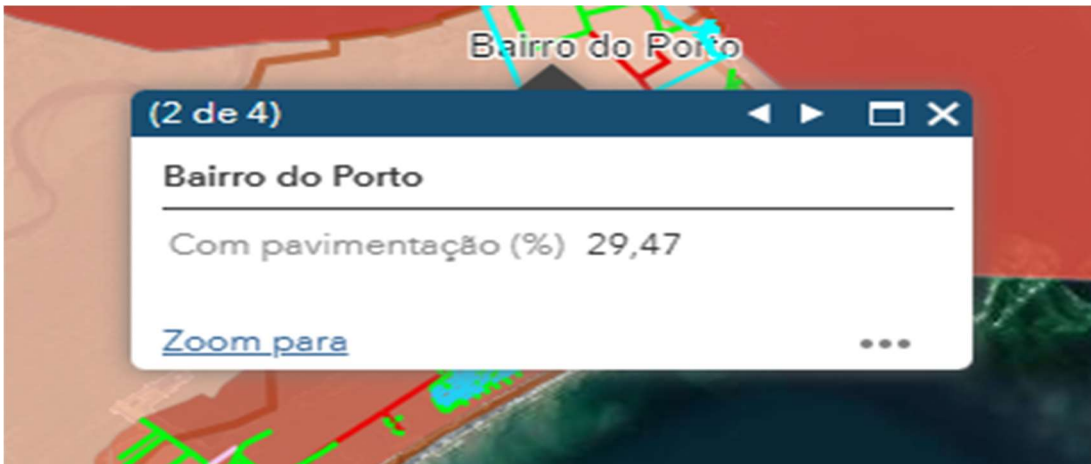 Bairro do Porto
(2 de 4)
Bairro do Porto
Com pavimentação (%) 29,47
Zoom para